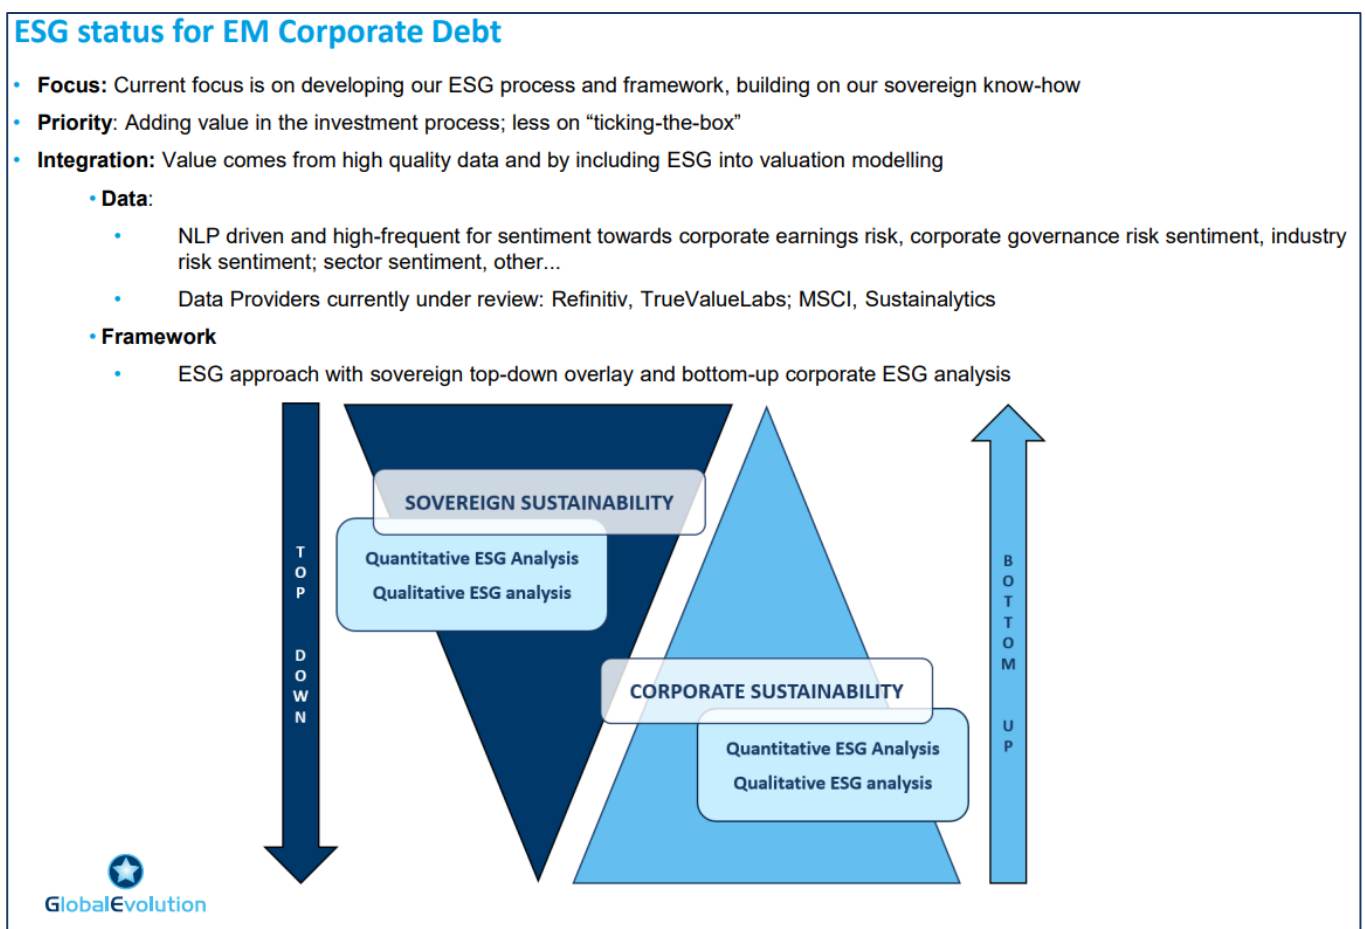 ESG status for EM Corporate Debt
• Focus: Current focus is on developing our ESG process and framework, building on our sovereign know-how
• Priority: Adding value in the investment process; less on “ticking-the-box”
• Integration: Value comes from high quality data and by including ESG into valuation modelling
• Data:
• NLP driven and high-frequent for sentiment towards corporate earnings risk, corporate governance risk sentiment, industry
risk sentiment; sector sentiment, other...
• Data Providers currently under review: Refinitiv, TrueValueLabs; MSCI, Sustainalytics
• Framework
• ESG approach with sovereign top-down overlay and bottom-up corporate ESG analysis
TOP DOWN
SOVEREIGN SUSTAINABILITY
Quantitative ESG Analysis
Qualitative ESG analysis
CORPORATE SUSTAINABILITY
Quantitative ESG Analysis
Qualitative ESG analysis
BOTTOM UP
GlobalEvolution